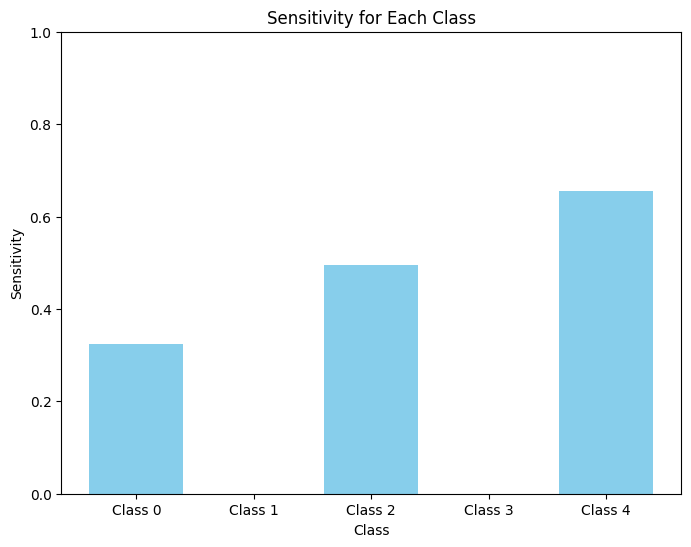 Sensitivity for Each Class
1.0
0.8
0.6
0.4
0.2
0.0
Sensitivity
Class 0
Class 1
Class 2
Class 3
Class 4
Class